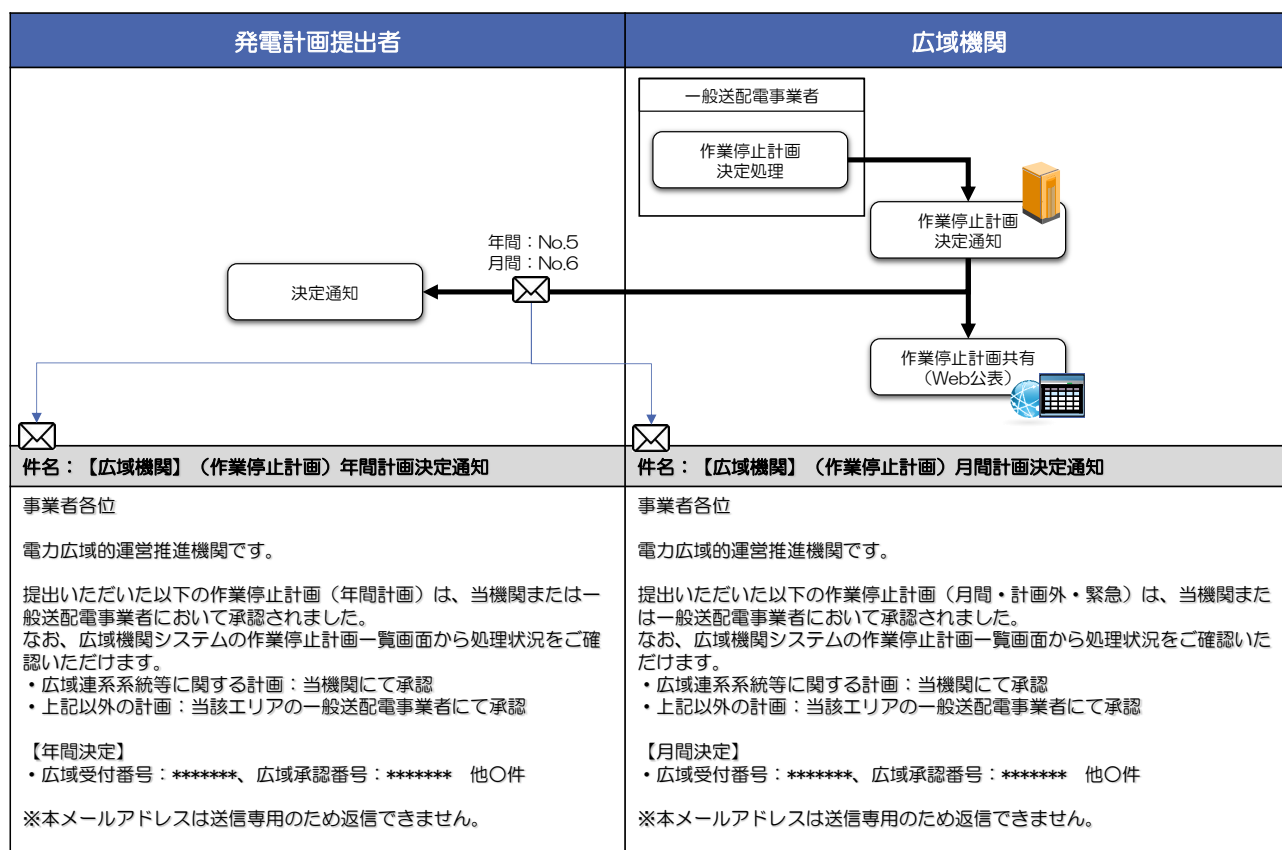 発電計画提出者
広域機関
一般送配電事業者
作業停止計画
決定処理
作業停止計画
決定通知
年間：No.5
月間：No.6
決定通知
作業停止計画共有
（Web公表）
件名：【広域機関】（作業停止計画）年間計画決定通知
事業者各位
電力広域的運営推進機関です。
提出いただいた以下の作業停止計画（年間計画）は、当機関または一
般送配電事業者において承認されました。
なお、広域機関システムの作業停止計画一覧画面から処理状況をご確
認いただけます。
・広域連系系統等に関する計画：当機関にて承認
・上記以外の計画：当該エリアの一般送配電事業者にて承認
【年間決定】
・広域受付番号：*******、広域承認番号：*******　他〇件
※本メールアドレスは送信専用のため返信できません。
件名：【広域機関】（作業停止計画）月間計画決定通知
事業者各位
電力広域的運営推進機関です。
提出いただいた以下の作業停止計画（月間・計画外・緊急）は、当機関また
は一般送配電事業者において承認されました。
なお、広域機関システムの作業停止計画一覧画面から処理状況をご確認いた
だけます。
・広域連系系統等に関する計画：当機関にて承認
・上記以外の計画：当該エリアの一般送配電事業者にて承認
【月間決定】
・広域受付番号：*******、広域承認番号：*******　他〇件
※本メールアドレスは送信専用のため返信できません。